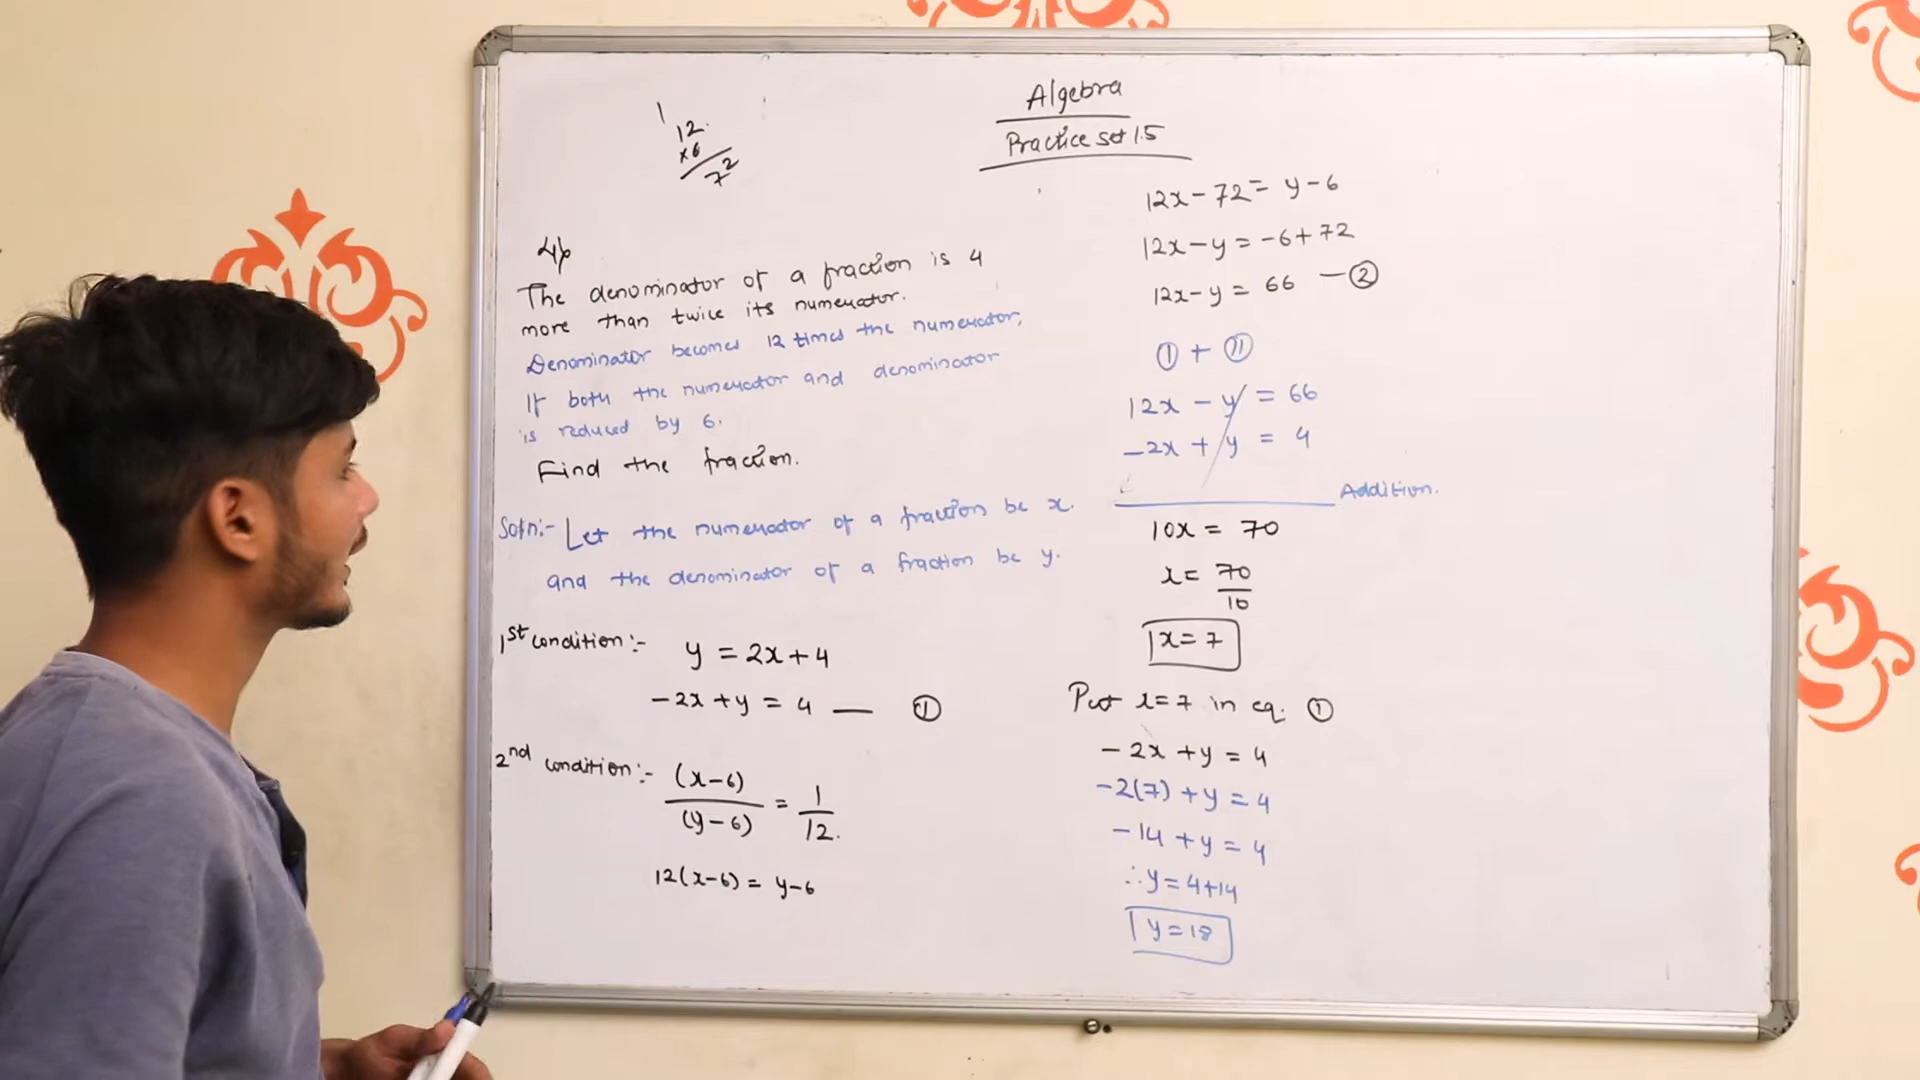 Algebra
Practice set 1.5
12
×6
72
4)
The denominator of a fraction is 4
more than twice its numerator.
Denominator becomes 12 times the numerator,
If both the numerator and denominator
is reduced by 6.
Find the fraction.
Soln:- Let the numerator of a fraction be x.
and the denominator of a fraction be y.
1st condition :- y = 2x + 4
-2x + y = 4 — ①
2nd condition :- (x-6)/(y-6) = 1/12.
12(x-6) = y-6
12x - 72 = y - 6
12x - y = -6 + 72
12x - y = 66 — ②
① + ⑪
12x - y = 66
-2x + y = 4
Addition.
10x = 70
x = 70/10
x = 7
Put x = 7 in eq. ①
-2x + y = 4
-2(7) + y = 4
-14 + y = 4
∴ y = 4+14
y = 18